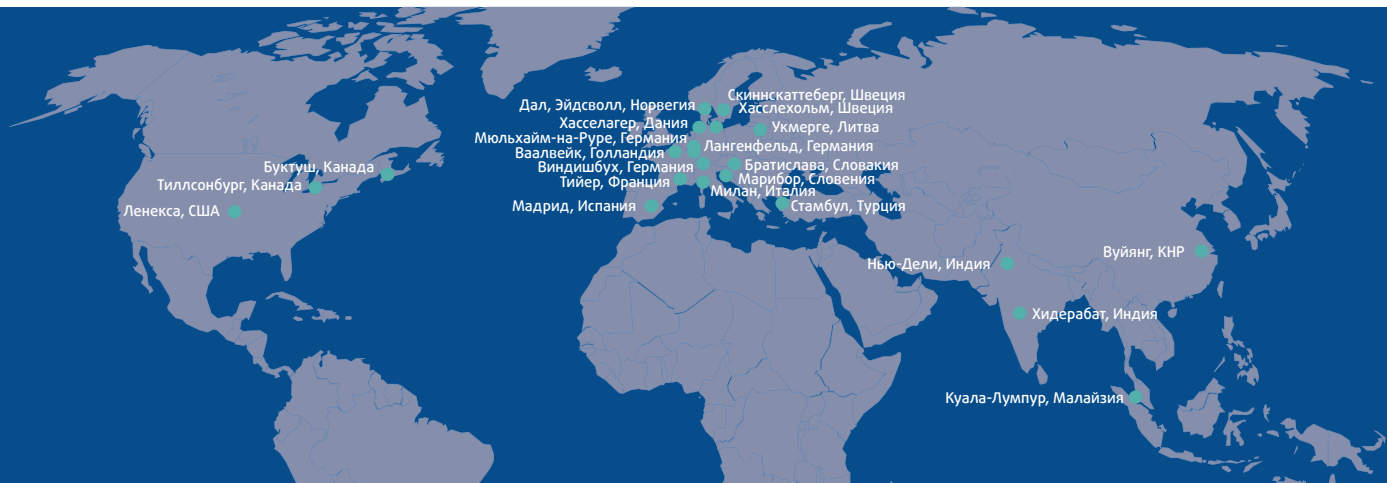 Скиннскаттеберг, Швеция
Дал, Эйдсволл, Норвегия
Хасслехольм, Швеция
Хасселагер, Дания
Укмерге, Литва
Мюльхайм-на-Руре, Германия
Лангенфельд, Германия
Ваалвейк, Голландия
Виндишбух, Германия
Братислава, Словакия
Тийер, Франция
Марибор, Словения
Милан, Италия
Мадрид, Испания
Стамбул, Турция
Буктуш, Канада
Тиллсонбург, Канада
Ленекса, США
Вуйянг, КНР
Нью-Дели, Индия
Хидерабат, Индия
Куала-Лумпур, Малайзия